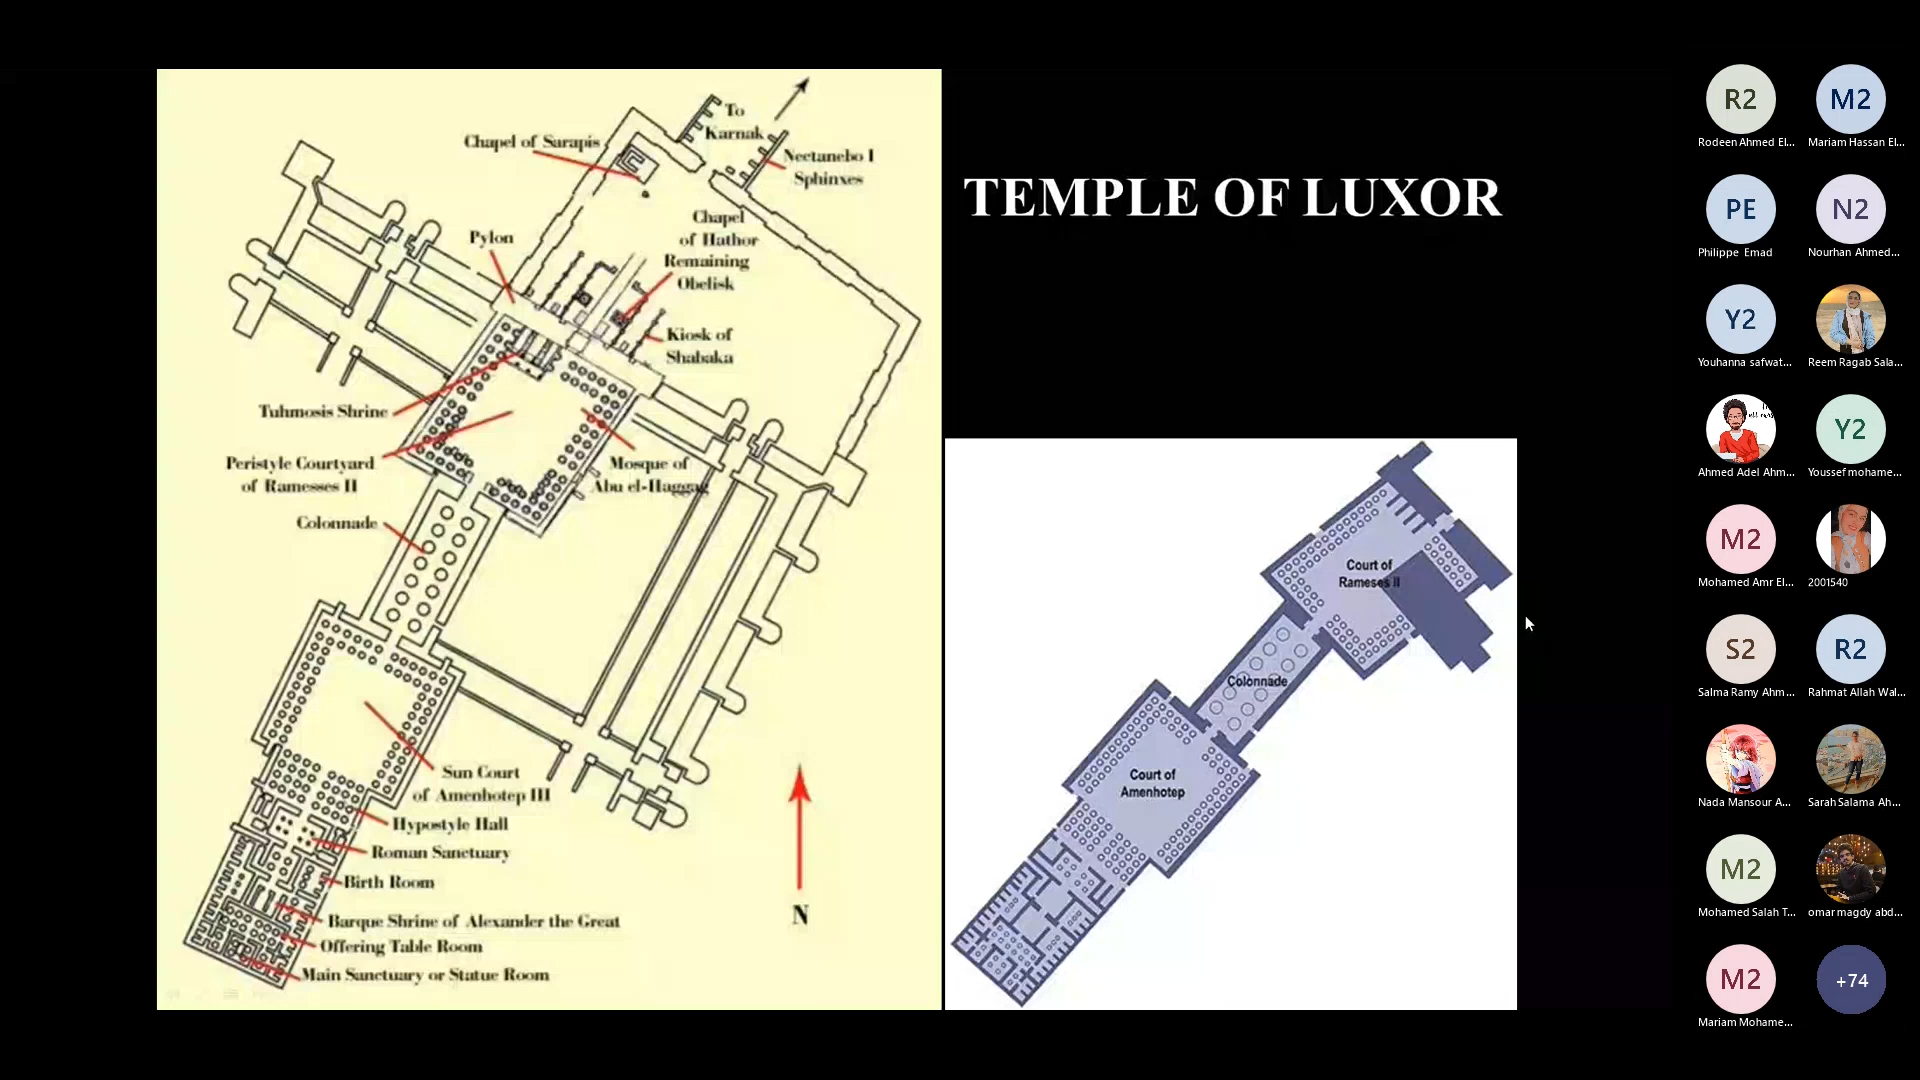 To
Karnak
Chapel of Sarapis
Nectanebo I
Sphinxes
Chapel
of Hathor
Remaining
Obelisk
Pylon
Kiosk of
Shabaka
Tuhmosis Shrine
Peristyle Courtyard
of Ramesses II
Mosque of
Abu el-Haggag
Colonnade
Sun Court
of Amenhotep III
Hypostyle Hall
Roman Sanctuary
Birth Room
Barque Shrine of Alexander the Great
Offering Table Room
Main Sanctuary or Statue Room
N
TEMPLE OF LUXOR
Court of
Rameses II
Colonnade
Court of
Amenhotep
R2
M2
Rodeen Ahmed El...
Mariam Hassan El...
PE
N2
Philippe Emad
Nourhan Ahmed...
Y2
Youhanna safwat...
Reem Ragab Sala...
Y2
Ahmed Adel Ahm...
Youssef mohame...
M2
Mohamed Amr El...
2001540
S2
R2
Salma Ramy Ahm...
Rahmat Allah Wal...
Nada Mansour A...
Sarah Salama Ah...
M2
Mohamed Salah T...
omar magdy abd...
M2
+74
Mariam Mohame...